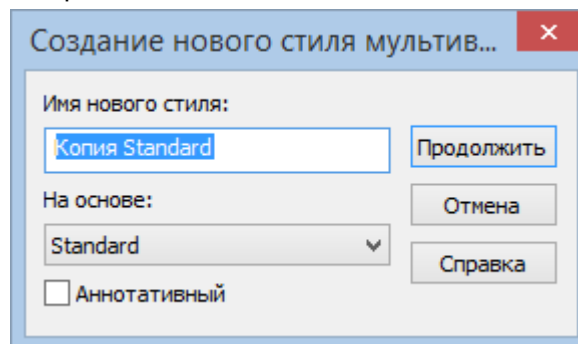 Создание нового стиля мультив...
Имя нового стиля:
Копия Standard
Продолжить
На основе:
Отмена
Standard
Справка
Аннотативный